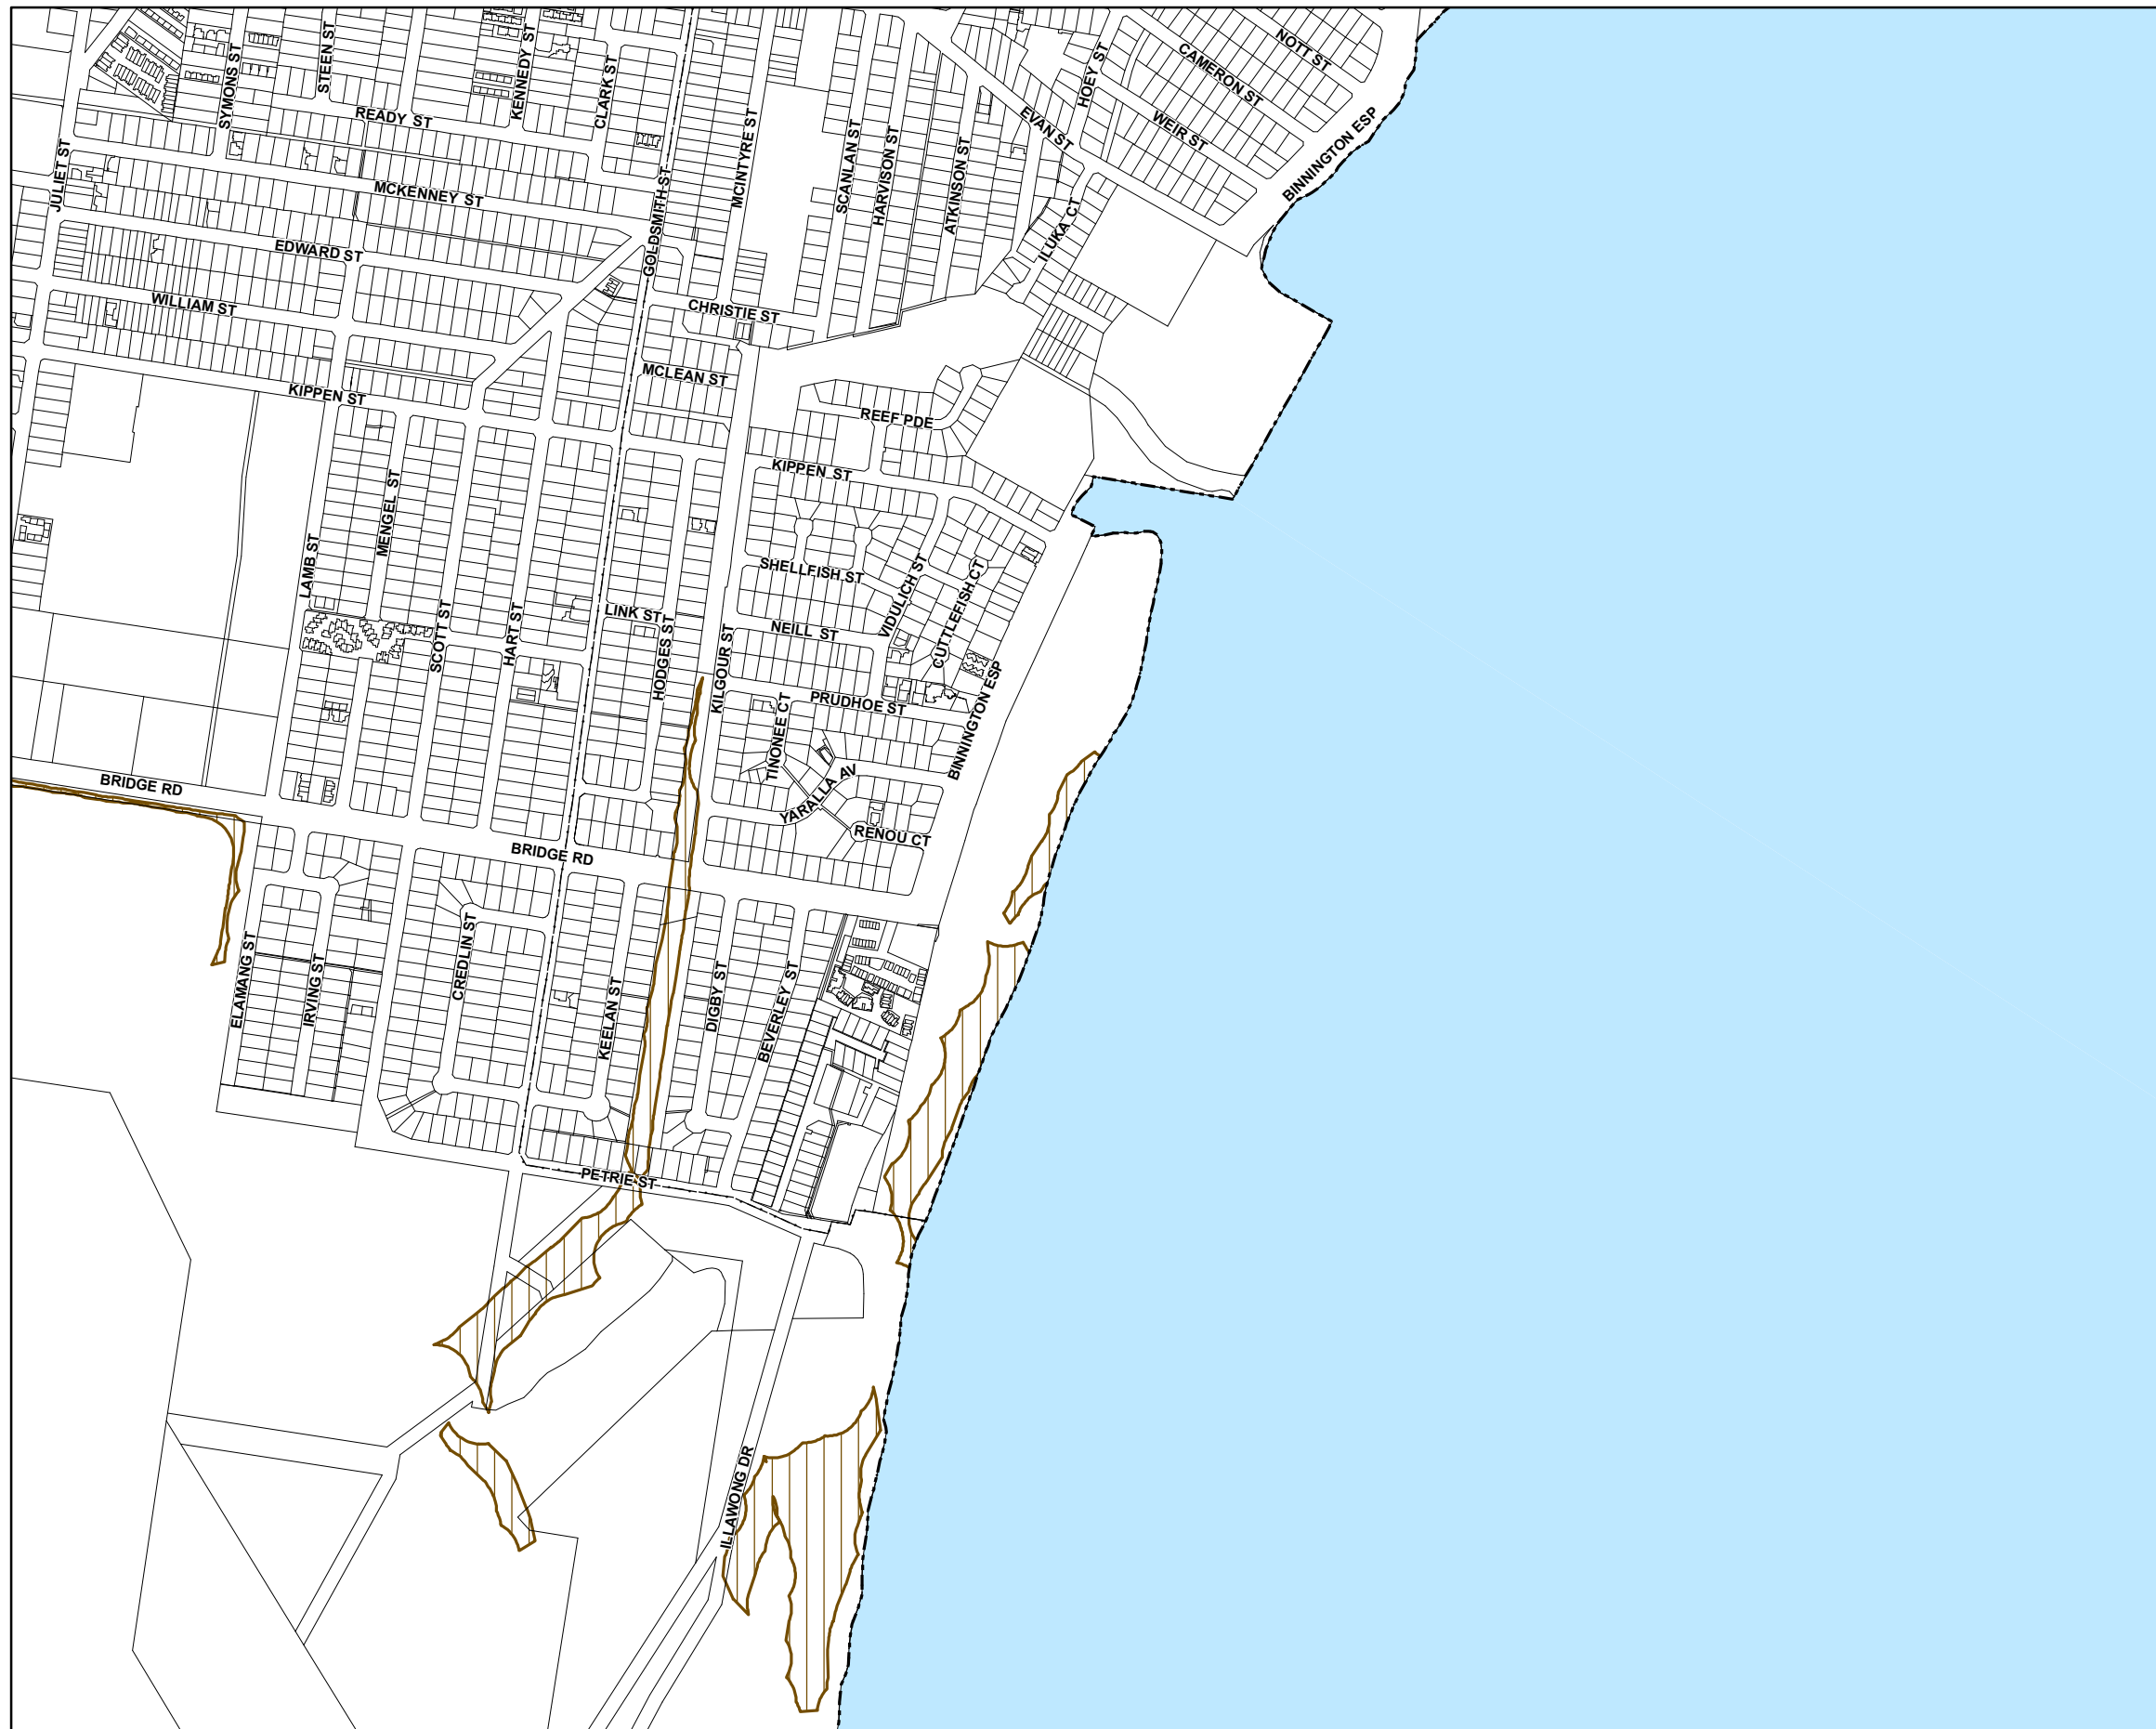 NOTT ST
STEEN ST
SYMONS ST
KENNEDY ST
CLARK ST
HOEY ST
CAMERON ST
READY ST
EVAN ST
WEIR ST
BINNINGTON ESP
JULIET ST
MCKENNEY ST
MCINTYRE ST
SCANLAN ST
HARVISON ST
ATKINSON ST
ILUKA CT
GOLDSMITH ST
EDWARD ST
WILLIAM ST
CHRISTIE ST
MCLEAN ST
KIPPEN ST
REEF PDE
KIPPEN ST
MENGEL ST
LAMB ST
SHELLFISH ST
VIDULICH ST
CUTTLEFISH CT
SCOTT ST
HART ST
LINK ST
HODGES ST
KILGOUR ST
NEILL ST
PRUDHOE ST
TINONEE CT
BINNINGTON ESP
BRIDGE RD
YARALLA AV
RENOU CT
BRIDGE RD
ELAMANG ST
IRVING ST
CREDLIN ST
KEELAN ST
DIGBY ST
BEVERLEY ST
PETRIE ST
ILLAWONG DR